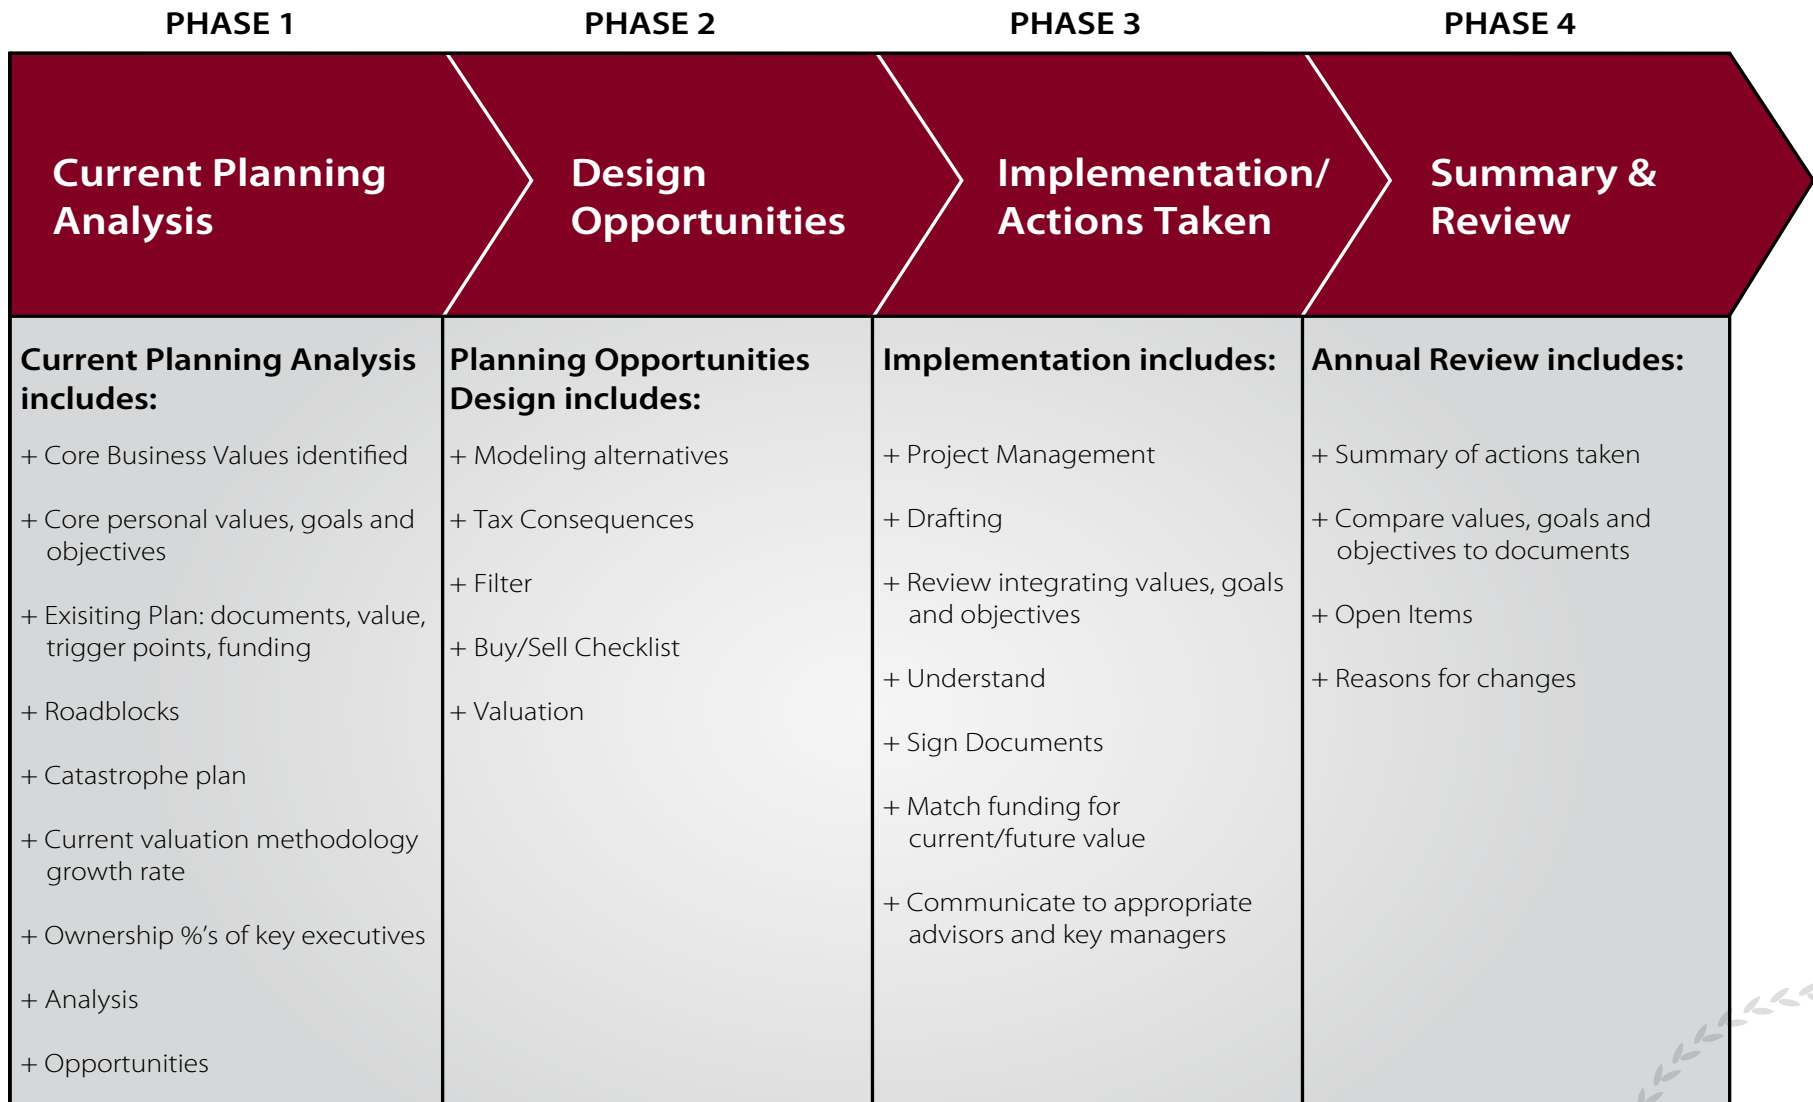 PHASE 1
PHASE 2
PHASE 3
PHASE 4
Current Planning
Analysis
Design
Opportunities
Implementation/
Actions Taken
Summary &
Review
Current Planning Analysis
includes:
+ Core Business Values identified
+ Core personal values, goals and
objectives
+ Exisiting Plan: documents, value,
trigger points, funding
+ Roadblocks
+ Catastrophe plan
+ Current valuation methodology
growth rate
+ Ownership %'s of key executives
+ Analysis
+ Opportunities
Planning Opportunities
Design includes:
+ Modeling alternatives
+ Tax Consequences
+ Filter
+ Buy/Sell Checklist
+ Valuation
Implementation includes:
+ Project Management
+ Drafting
+ Review integrating values, goals
and objectives
+ Understand
+ Sign Documents
+ Match funding for
current/future value
+ Communicate to appropriate
advisors and key managers
Annual Review includes:
+ Summary of actions taken
+ Compare values, goals and
objectives to documents
+ Open Items
+ Reasons for changes